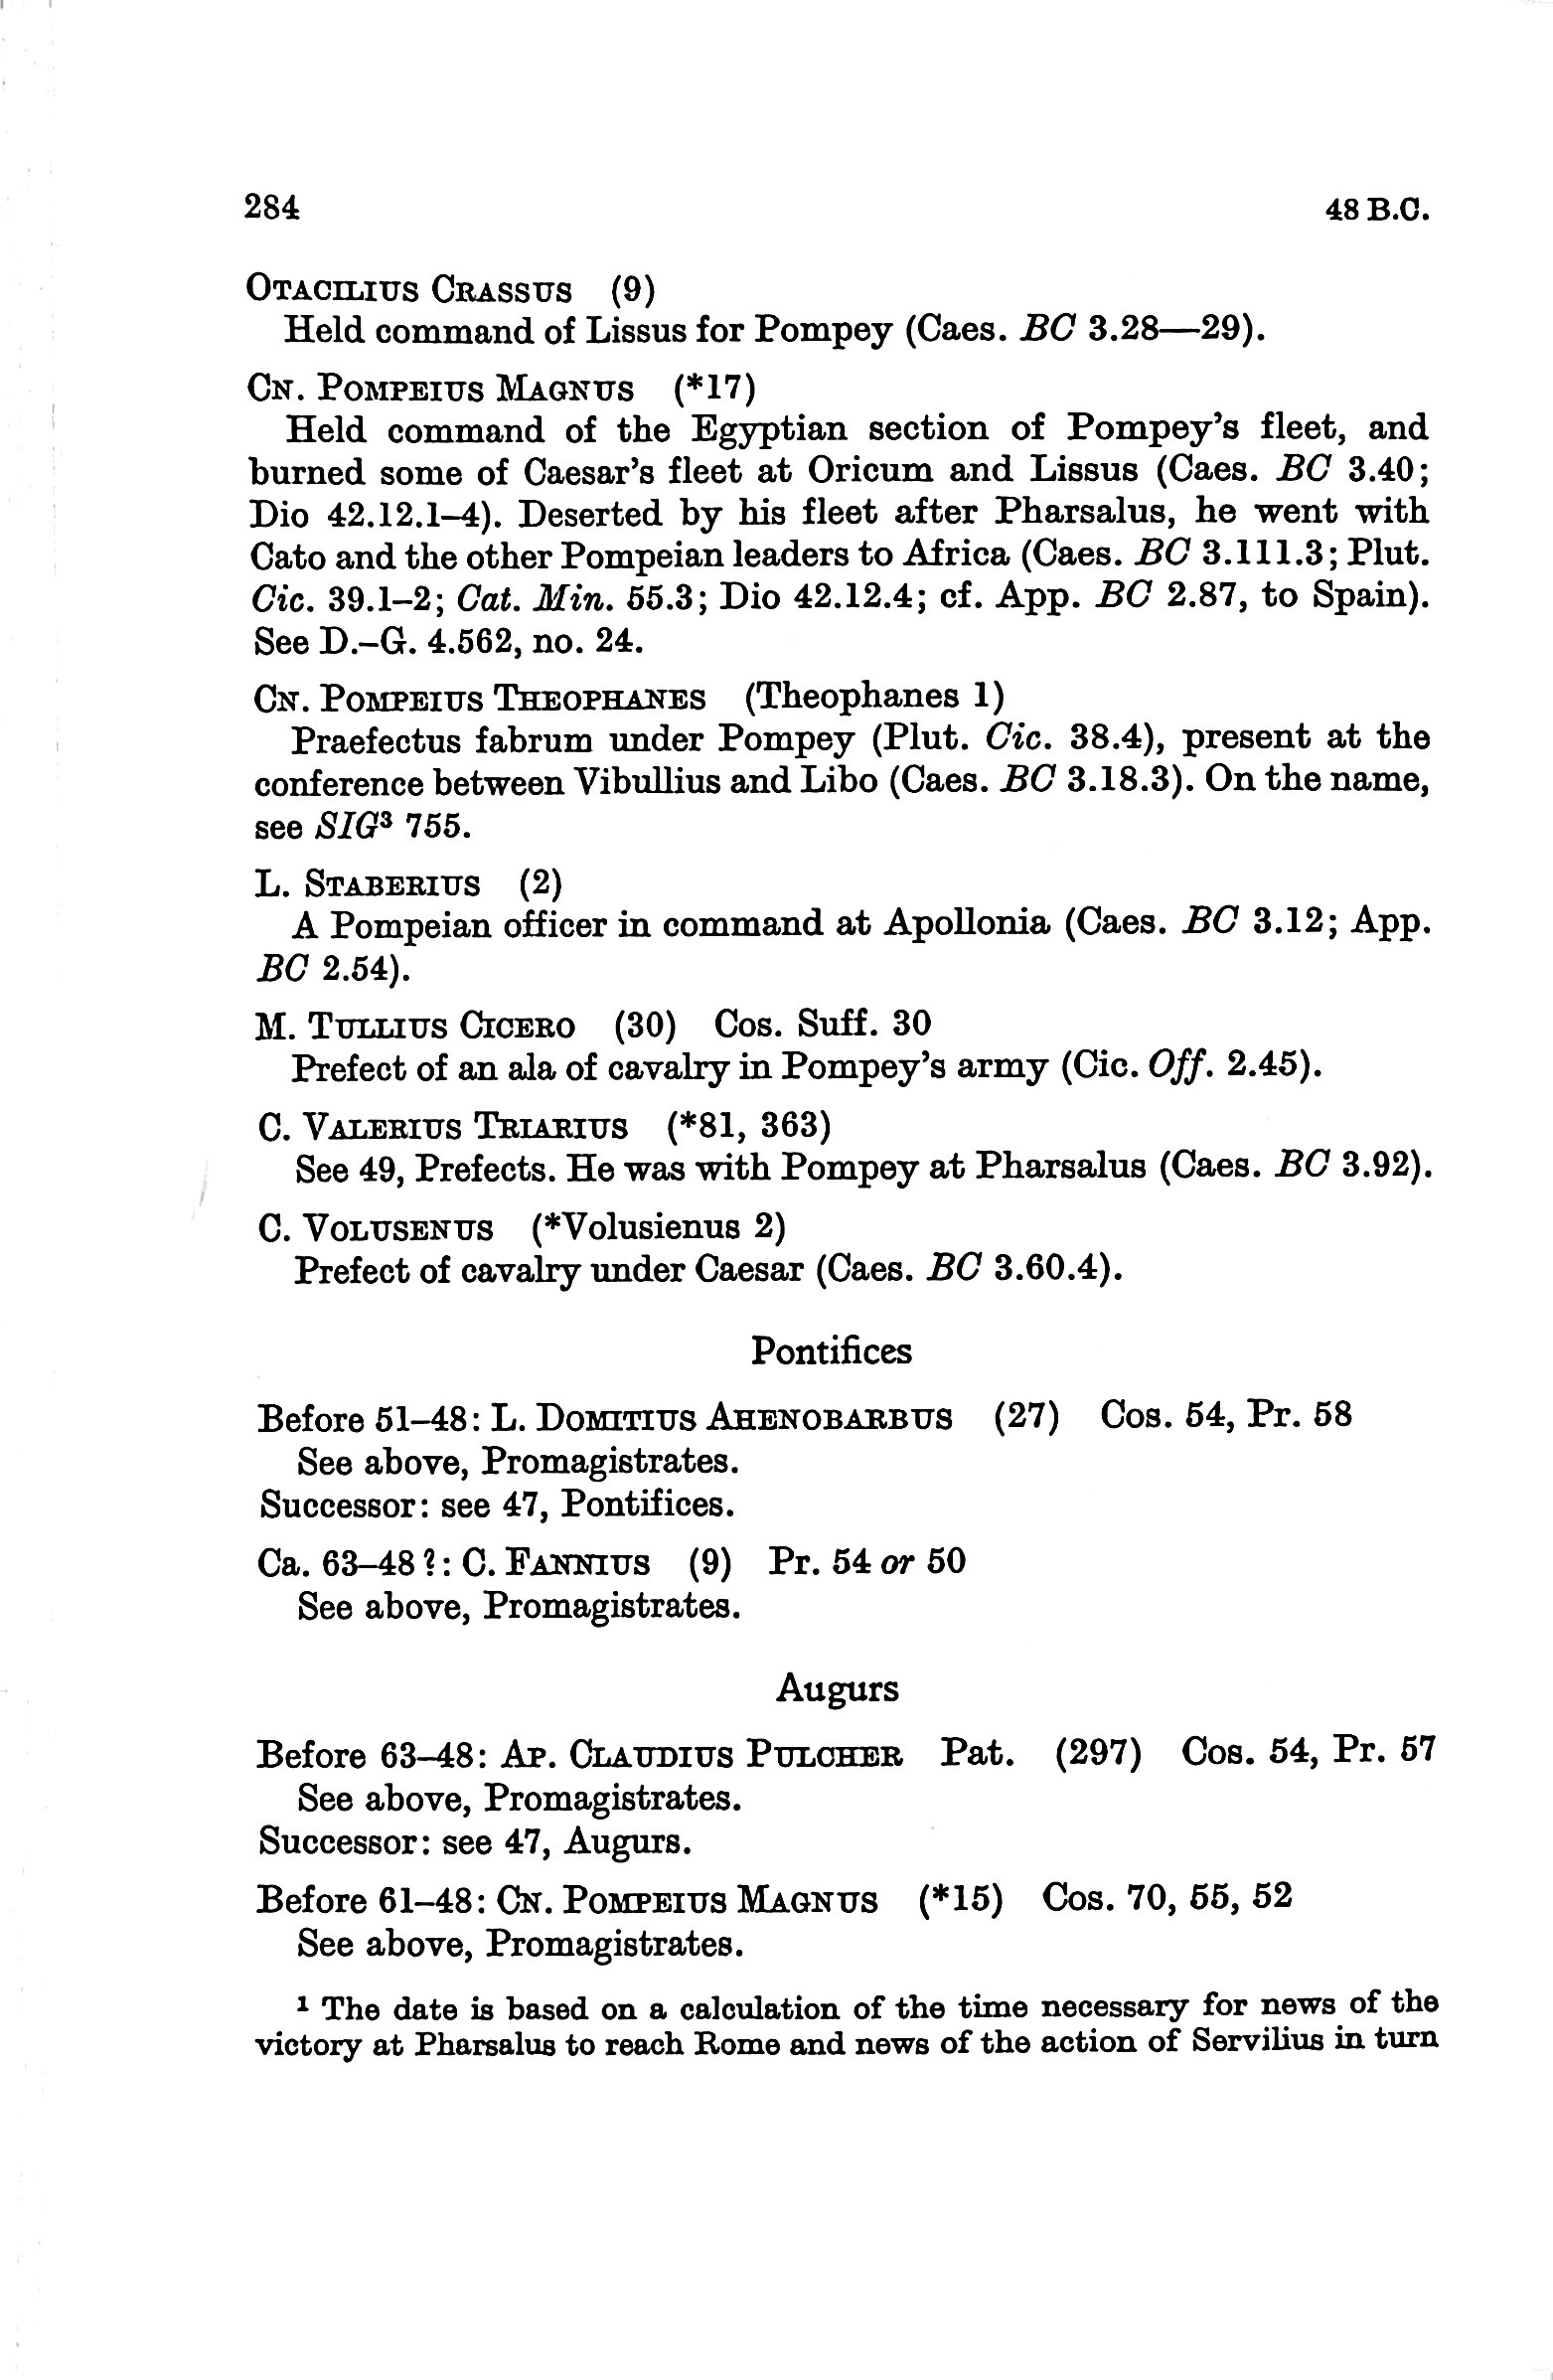 284 48 B.C.
OTACILIUS CRASSUS (9)
Held command of Lissus for Pompey (Caes. BC 3.28—29).
CN. POMPEIUS MAGNUS (*17)
Held command of the Egyptian section of Pompey's fleet, and
burned some of Caesar's fleet at Oricum and Lissus (Caes. BC 3.40;
Dio 42.12.1–4). Deserted by his fleet after Pharsalus, he went with
Cato and the other Pompeian leaders to Africa (Caes. BC 3.111.3; Plut.
Cic. 39.1–2; Cat. Min. 55.3; Dio 42.12.4; cf. App. BC 2.87, to Spain).
See D.–G. 4.562, no. 24.
CN. POMPEIUS THEOPHANES (Theophanes 1)
Praefectus fabrum under Pompey (Plut. Cic. 38.4), present at the
conference between Vibullius and Libo (Caes. BC 3.18.3). On the name,
see SIG³ 755.
L. STABERIUS (2)
A Pompeian officer in command at Apollonia (Caes. BC 3.12; App.
BC 2.54).
M. TULLIUS CICERO (30) Cos. Suff. 30
Prefect of an ala of cavalry in Pompey's army (Cic. Off. 2.45).
C. VALERIUS TRIARIUS (*81, 363)
See 49, Prefects. He was with Pompey at Pharsalus (Caes. BC 3.92).
C. VOLUSENUS (*Volusienus 2)
Prefect of cavalry under Caesar (Caes. BC 3.60.4).
Pontifices
Before 51–48: L. DOMITIUS AHENOBARBUS (27) Cos. 54, Pr. 58
See above, Promagistrates.
Successor: see 47, Pontifices.
Ca. 63–48?: C. FANNIUS (9) Pr. 54 or 50
See above, Promagistrates.
Augurs
Before 63–48: AP. CLAUDIUS PULCHER Pat. (297) Cos. 54, Pr. 57
See above, Promagistrates.
Successor: see 47, Augurs.
Before 61–48: CN. POMPEIUS MAGNUS (*15) Cos. 70, 55, 52
See above, Promagistrates.
¹ The date is based on a calculation of the time necessary for news of the
victory at Pharsalus to reach Rome and news of the action of Servilius in turn